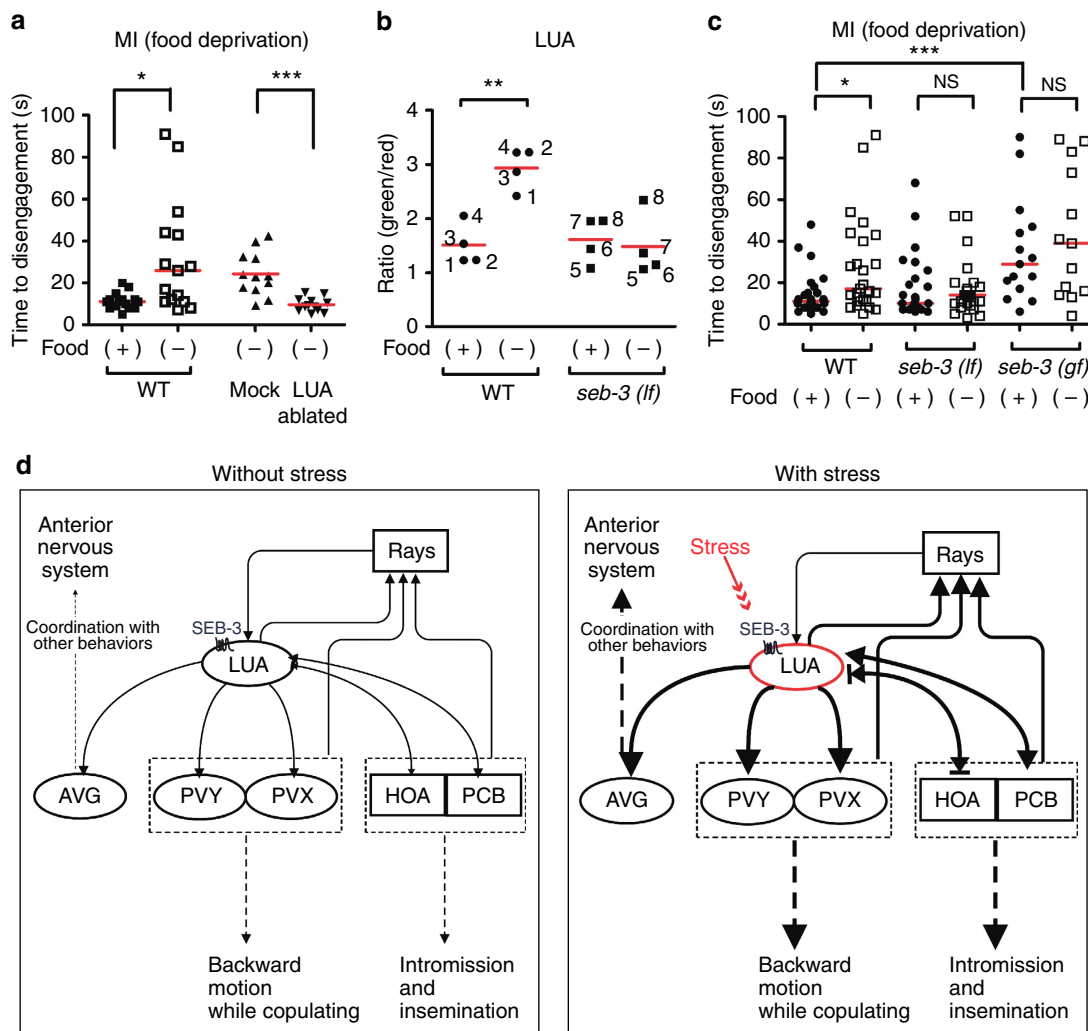 a
MI (food deprivation)
*
***
Time to disengagement (s)
100
80
60
40
20
0
Food (+) (−) (−) (−)
WT
Mock LUA
ablated
b
LUA
**
Ratio (green/red)
4
3
2
1
0
4 2
3
1
4
3
1 2
7 8
6
5
8
7
6
5
Food (+) (−) (+) (−)
WT seb-3 (lf)
c
MI (food deprivation)
***
* NS NS
Time to disengagement (s)
100
80
60
40
20
0
(+) (−) (+) (−) (+) (−)
WT seb-3 (lf) seb-3 (gf)
Food (+) (−) (+) (−) (+) (−)
d
Without stress
Anterior
nervous
system
Rays
Coordination with
other behaviors
SEB-3
LUA
AVG
PVY
PVX
HOA
PCB
Backward
motion
while copulating
Intromission
and
insemination
With stress
Anterior
nervous
system
Stress
Rays
Coordination with
other behaviors
SEB-3
LUA
AVG
PVY
PVX
HOA
PCB
Backward
motion
while copulating
Intromission
and
insemination